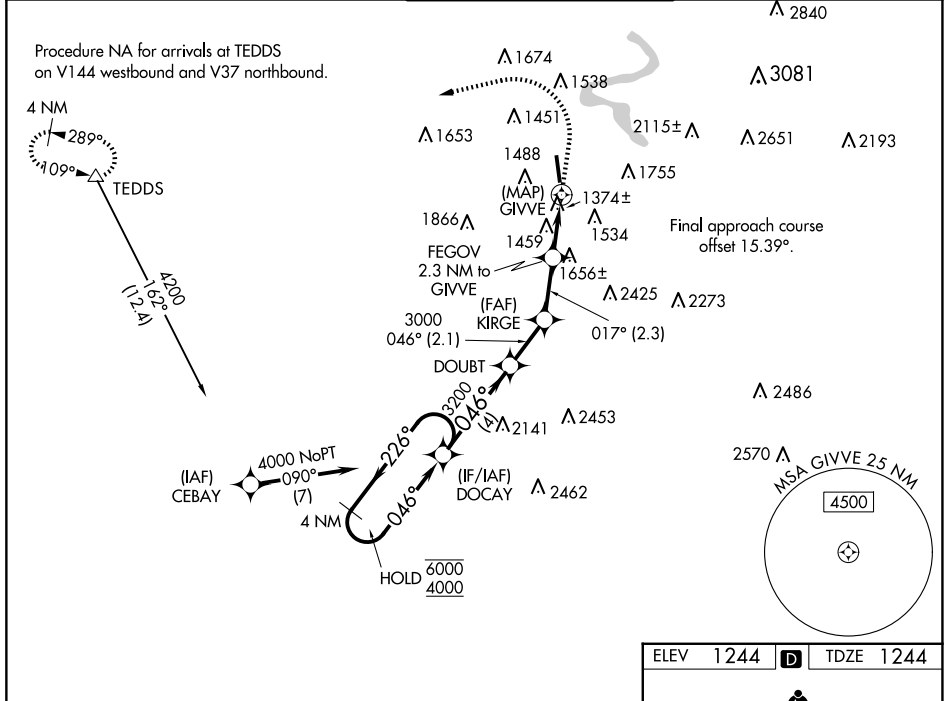 2840
Procedure NA for arrivals at TEDDS
on V144 westbound and V37 northbound.
1674
1538
3081
4 NM
289°
109°
TEDDS
1653
1451
2115±
2651
2193
1488
(MAP)
GIVVE
1755
1374±
1866
1459
1534
Final approach course
offset 15.39°.
FEGOV
2.3 NM to
GIVVE
1656±
4200
162°
(12.4)
2425
2273
(FAF)
KIRGE
3000
046° (2.1)
017° (2.3)
DOUBT
3200
046°
(4)
2141
2453
2486
2570
226°
(IAF)
CEBAY
4000 NoPT
090°
(7)
(IF/IAF)
DOCAY
2462
046°
4 NM
HOLD
6000
4000
MSA GIVVE 25 NM
4500
ELEV 1244 D TDZE 1244